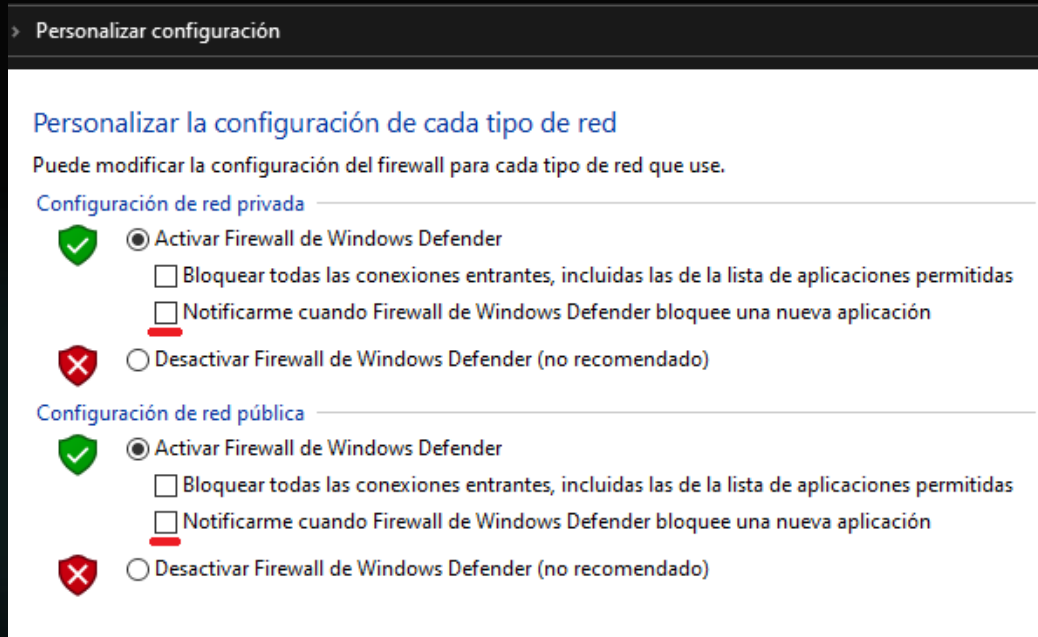 Personalizar configuración
Personalizar la configuración de cada tipo de red
Puede modificar la configuración del firewall para cada tipo de red que use.
Configuración de red privada
Activar Firewall de Windows Defender
Bloquear todas las conexiones entrantes, incluidas las de la lista de aplicaciones permitidas
Notificarme cuando Firewall de Windows Defender bloquee una nueva aplicación
Desactivar Firewall de Windows Defender (no recomendado)
Configuración de red pública
Activar Firewall de Windows Defender
Bloquear todas las conexiones entrantes, incluidas las de la lista de aplicaciones permitidas
Notificarme cuando Firewall de Windows Defender bloquee una nueva aplicación
Desactivar Firewall de Windows Defender (no recomendado)